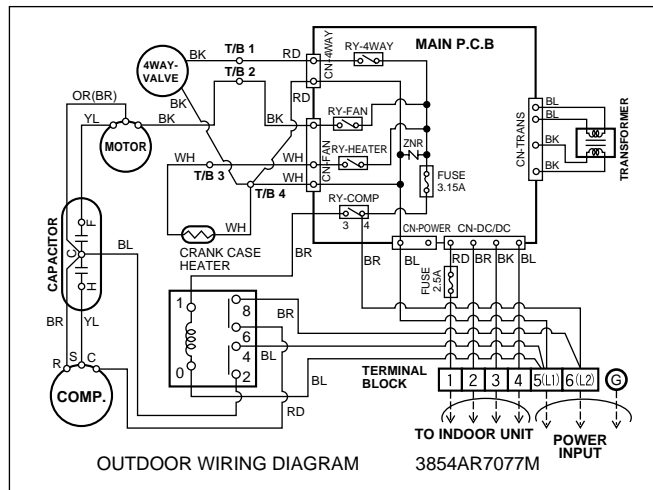 MAIN P.C.B
4WAY-
VALVE
BK
T/B 1
RD
CN-4WAY
RY-4WAY
T/B 2
BK
RD
OR(BR)
YL
MOTOR
BK
BK
RY-FAN
CN-FAN
WH
WH
RY-HEATER
T/B 3
WH
T/B 4
ZNR
FUSE
3.15A
RY-COMP
3 4
CN-TRANS
BL
BL
BK
BK
TRANSFORMER
WH
CRANK CASE
HEATER
BR
BR
CN-POWER
CN-DC/DC
BL
RD
BR
BK
BL
FUSE
2.5A
CAPACITOR
F
C
H
BL
BR
YL
R
S
C
COMP.
1
0
8
6
4
2
BR
BL
BL
RD
TERMINAL
BLOCK
1 2 3 4 5(L1) 6(L2) G
TO INDOOR UNIT
POWER
INPUT
OUTDOOR WIRING DIAGRAM 3854AR7077M